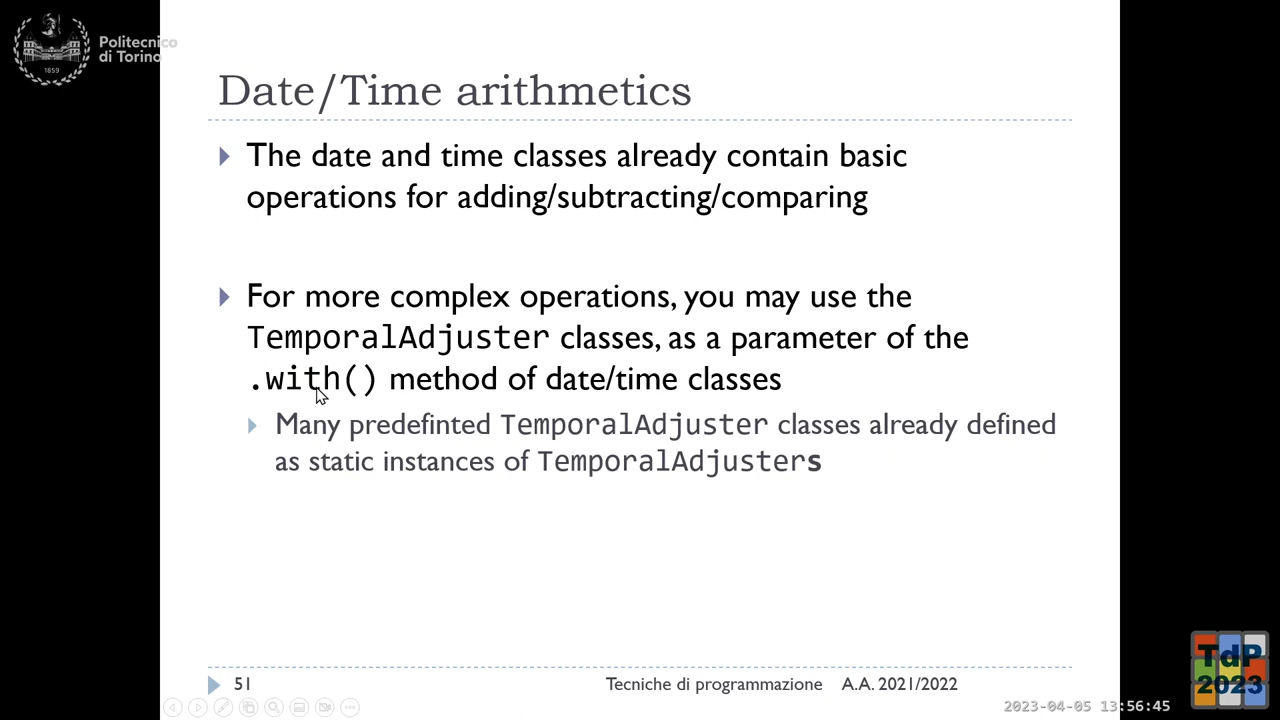 Politecnico
di Torino
1859
Date/Time arithmetics
The date and time classes already contain basic
operations for adding/subtracting/comparing
For more complex operations, you may use the
TemporalAdjuster classes, as a parameter of the
.with() method of date/time classes
Many predefinted TemporalAdjuster classes already defined
as static instances of TemporalAdjusters
51
Tecniche di programmazione A.A. 2021/2022
2023-04-05 13:56:45
TdP
2023